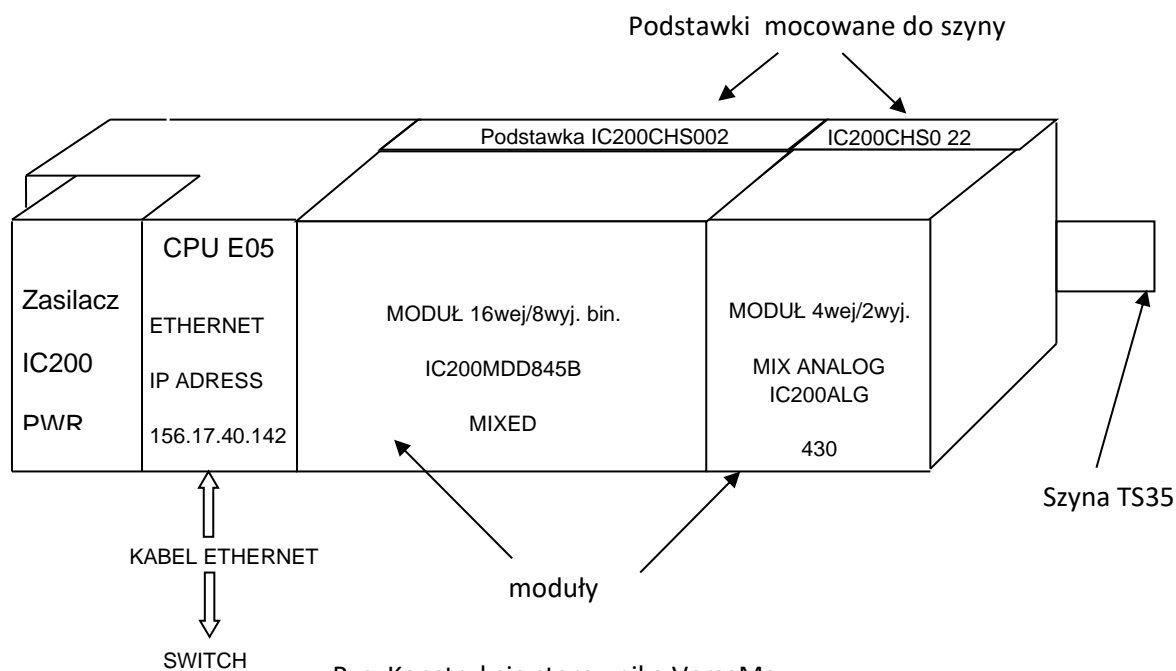 Podstawki mocowane do szyny
Podstawka IC200CHS002
IC200CHS0 22
Zasilacz
IC200
PWR
CPU E05
ETHERNET
IP ADRESS
156.17.40.142
MODUŁ 16wej/8wyj. bin.
IC200MDD845B
MIXED
MODUŁ 4wej/2wyj.
MIX ANALOG
IC200ALG
430
Szyna TS35
KABEL ETHERNET
moduły
SWITCH